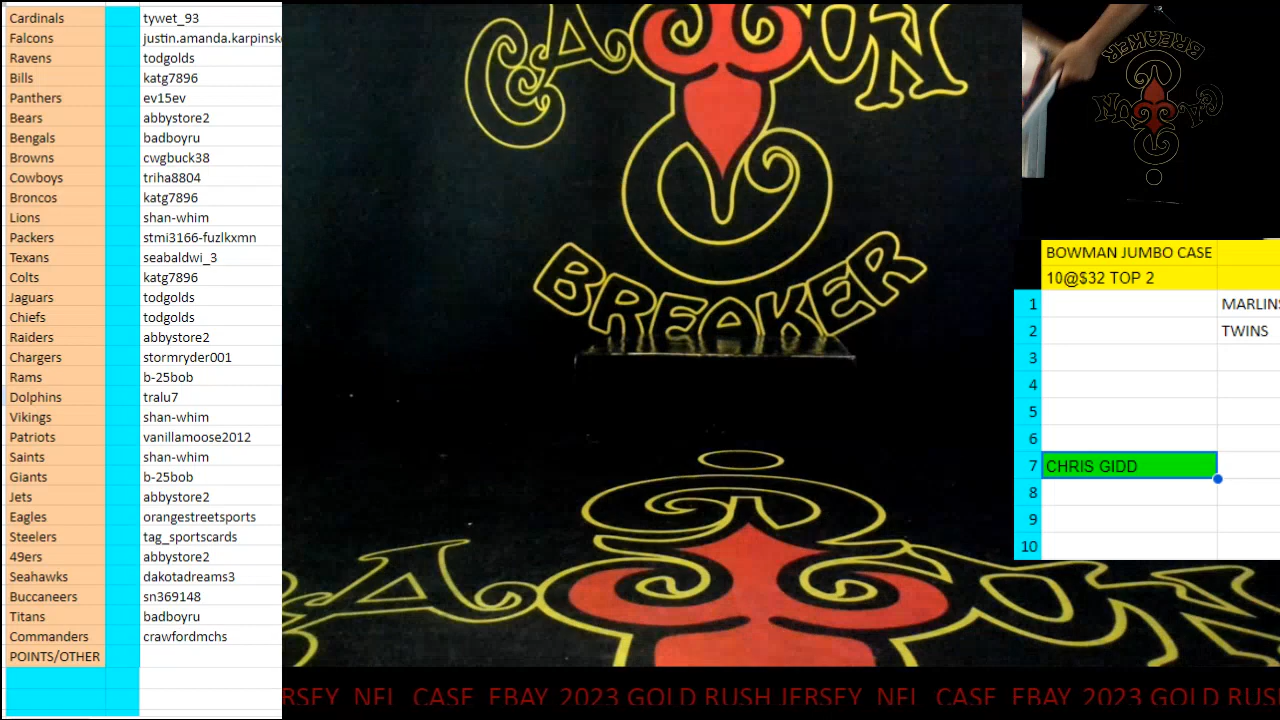 Cardinals tywet_93
Falcons justin.amanda.karpinsk
Ravens todgolds
Bills katg7896
Panthers ev15ev
Bears abbystore2
Bengals badboyru
Browns cwgbuck38
Cowboys triha8804
Broncos katg7896
Lions shan-whim
Packers stmi3166-fuzlkxmn
Texans seabaldwi_3
Colts katg7896
Jaguars todgolds
Chiefs todgolds
Raiders abbystore2
Chargers stormryder001
Rams b-25bob
Dolphins tralu7
Vikings shan-whim
Patriots vanillamoose2012
Saints shan-whim
Giants b-25bob
Jets abbystore2
Eagles orangestreetsports
Steelers tag_sportscards
49ers abbystore2
Seahawks dakotadreams3
Buccaneers sn369148
Titans badboyru
Commanders crawfordmchs
POINTS/OTHER
BREAKER
BREAKER
BOWMAN JUMBO CASE
10@$32 TOP 2
1 MARLINS
2 TWINS
3
4
5
6
7 CHRIS GIDD
8
9
10
RSEY NFL CASE EBAY 2023 GOLD RUSH JERSEY NFL CASE EBAY 2023 GOLD RUS